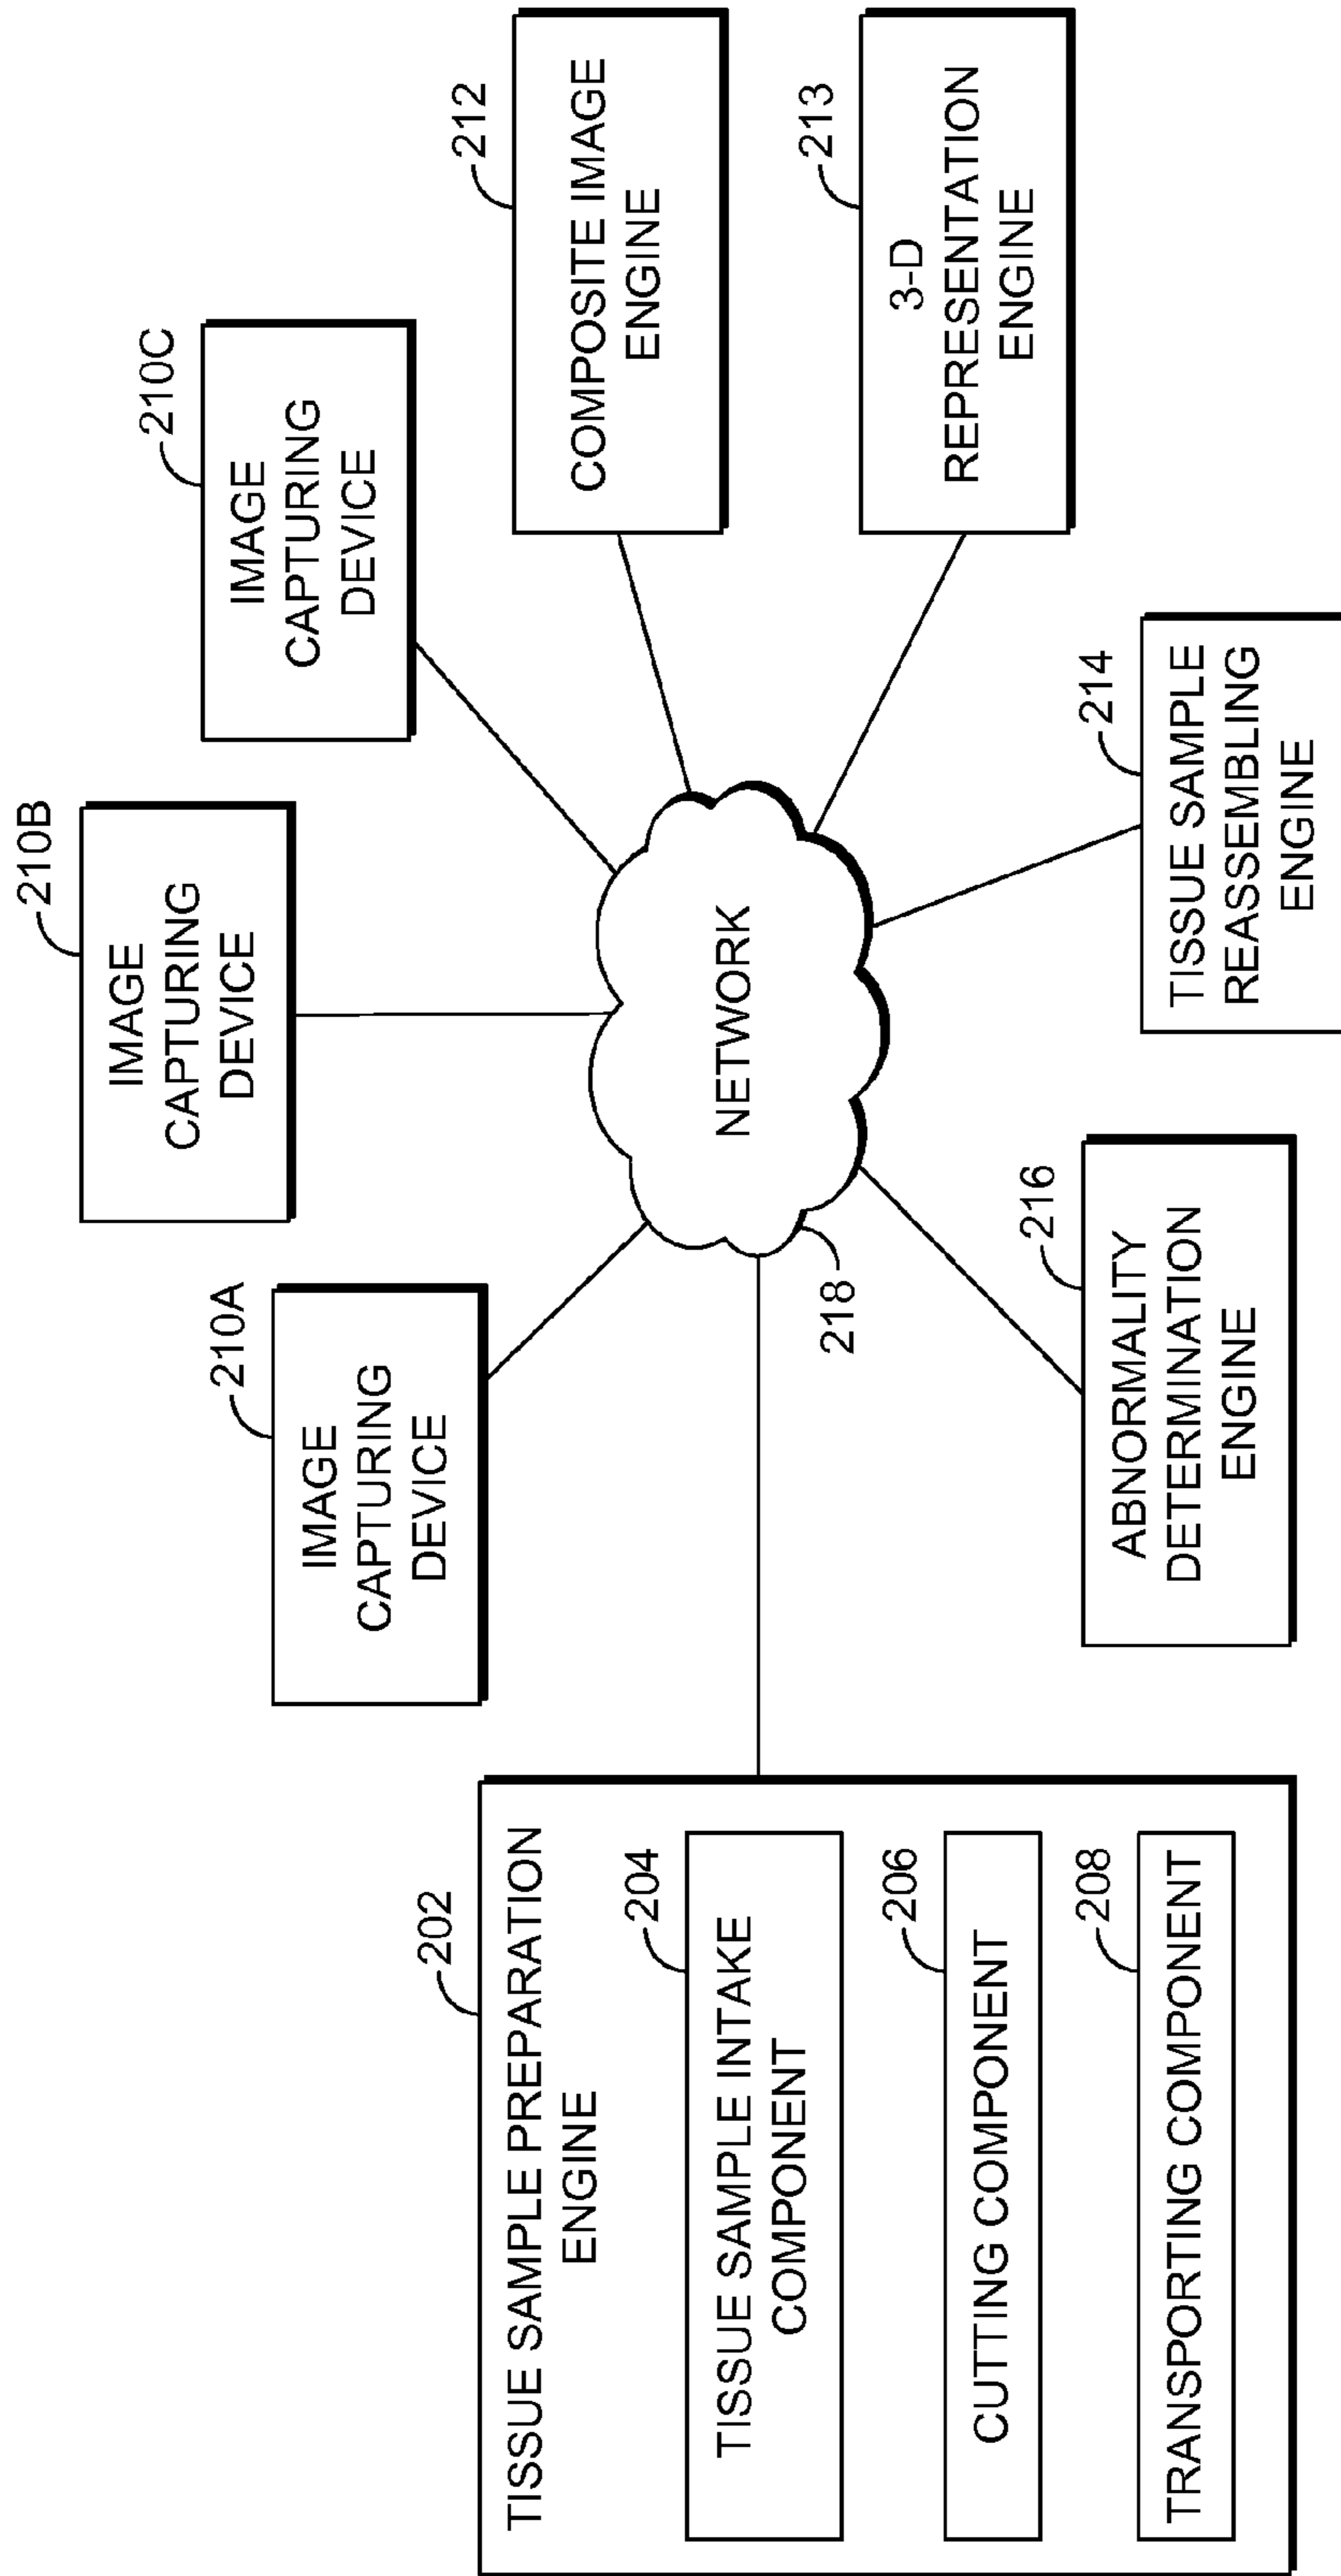 202
TISSUE SAMPLE PREPARATION
ENGINE
204
TISSUE SAMPLE INTAKE
COMPONENT
206
CUTTING COMPONENT
208
TRANSPORTING COMPONENT
210A
IMAGE
CAPTURING
DEVICE
210B
IMAGE
CAPTURING
DEVICE
210C
IMAGE
CAPTURING
DEVICE
212
COMPOSITE IMAGE
ENGINE
213
3-D
REPRESENTATION
ENGINE
214
TISSUE SAMPLE
REASSEMBLING
ENGINE
216
ABNORMALITY
DETERMINATION
ENGINE
218
NETWORK